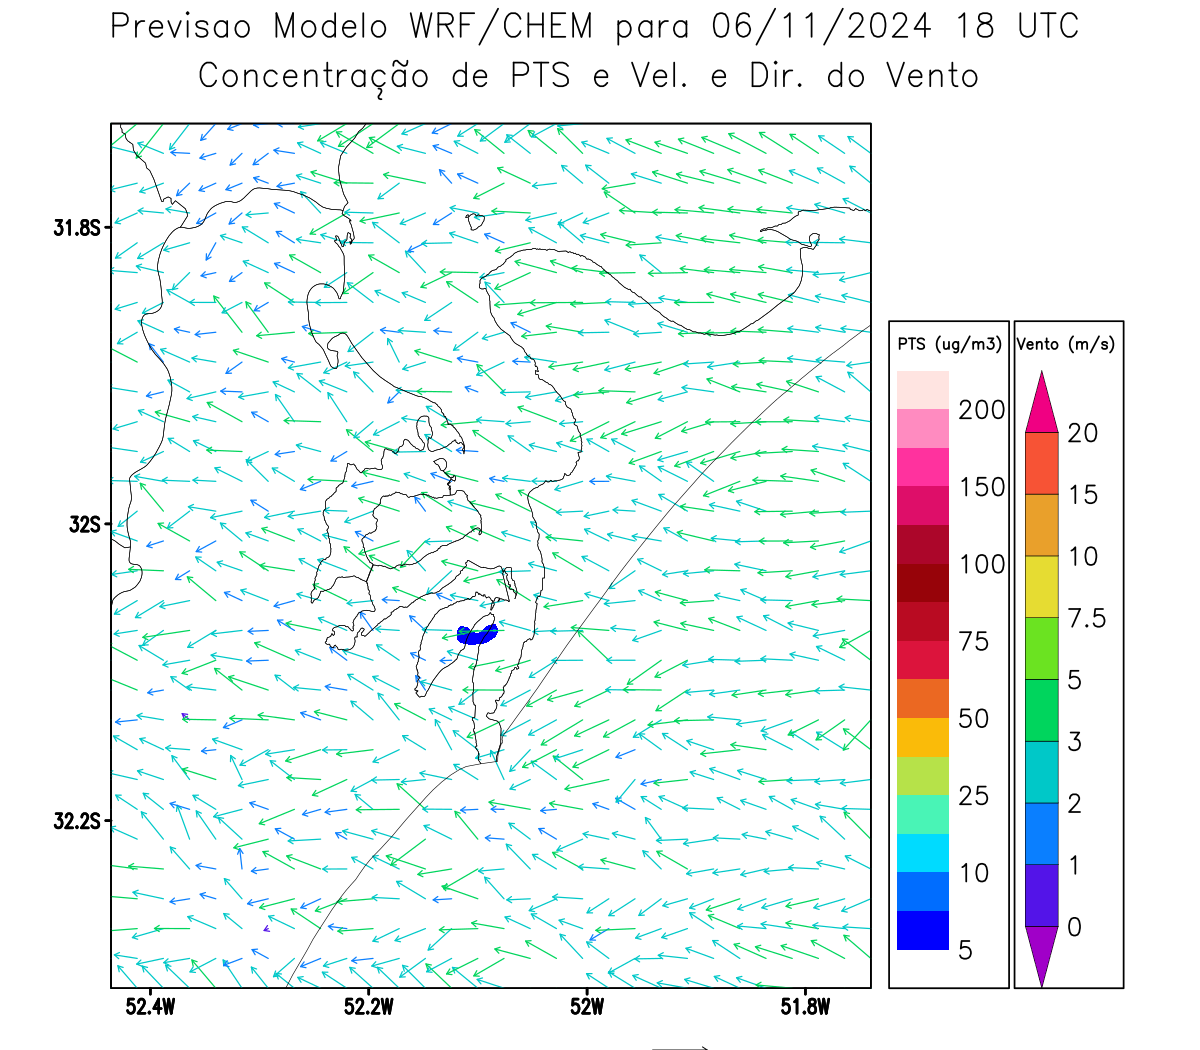 Previsao Modelo WRF/CHEM para 06/11/2024 18 UTC
Concentração de PTS e Vel. e Dir. do Vento
31.8S
32S
32.2S
52.4W 52.2W 52W 51.8W
PTS (ug/m3)
200
150
100
75
50
25
10
5
Vento (m/s)
20
15
10
7.5
5
3
2
1
0